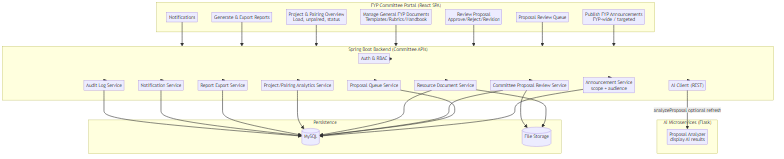 FYP Committee Portal (React SPA)
Notifications
Generate & Export Reports
Project & Pairing Overview
Load, unpaired, status
Manage General FYP Documents
Templates/Rubrics/Handbook
Review Proposal
Approve/Reject/Revision
Proposal Review Queue
Publish FYP Announcements
FYP-wide / targeted
Spring Boot Backend (Committee APIs)
Auth & RBAC
Audit Log Service
Notification Service
Report Export Service
Project/Pairing Analytics Service
Proposal Queue Service
Resource Document Service
Committee Proposal Review Service
Announcement Service
scope + audience
AI Client (REST)
analyzeProposal (optional refresh)
Persistence
MySQL
File Storage
AI Microservices (Flask)
Proposal Analyzer
display AI results